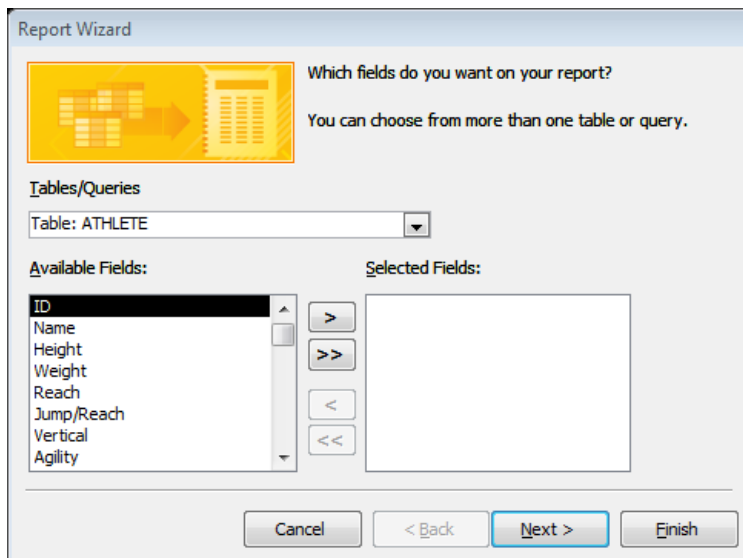 Report Wizard
Which fields do you want on your report?
You can choose from more than one table or query.
Tables/Queries
Table: ATHLETE
Available Fields:
Selected Fields:
ID
Name
Height
Weight
Reach
Jump/Reach
Vertical
Agility
>
>>
<
<<
Cancel
< Back
Next >
Finish